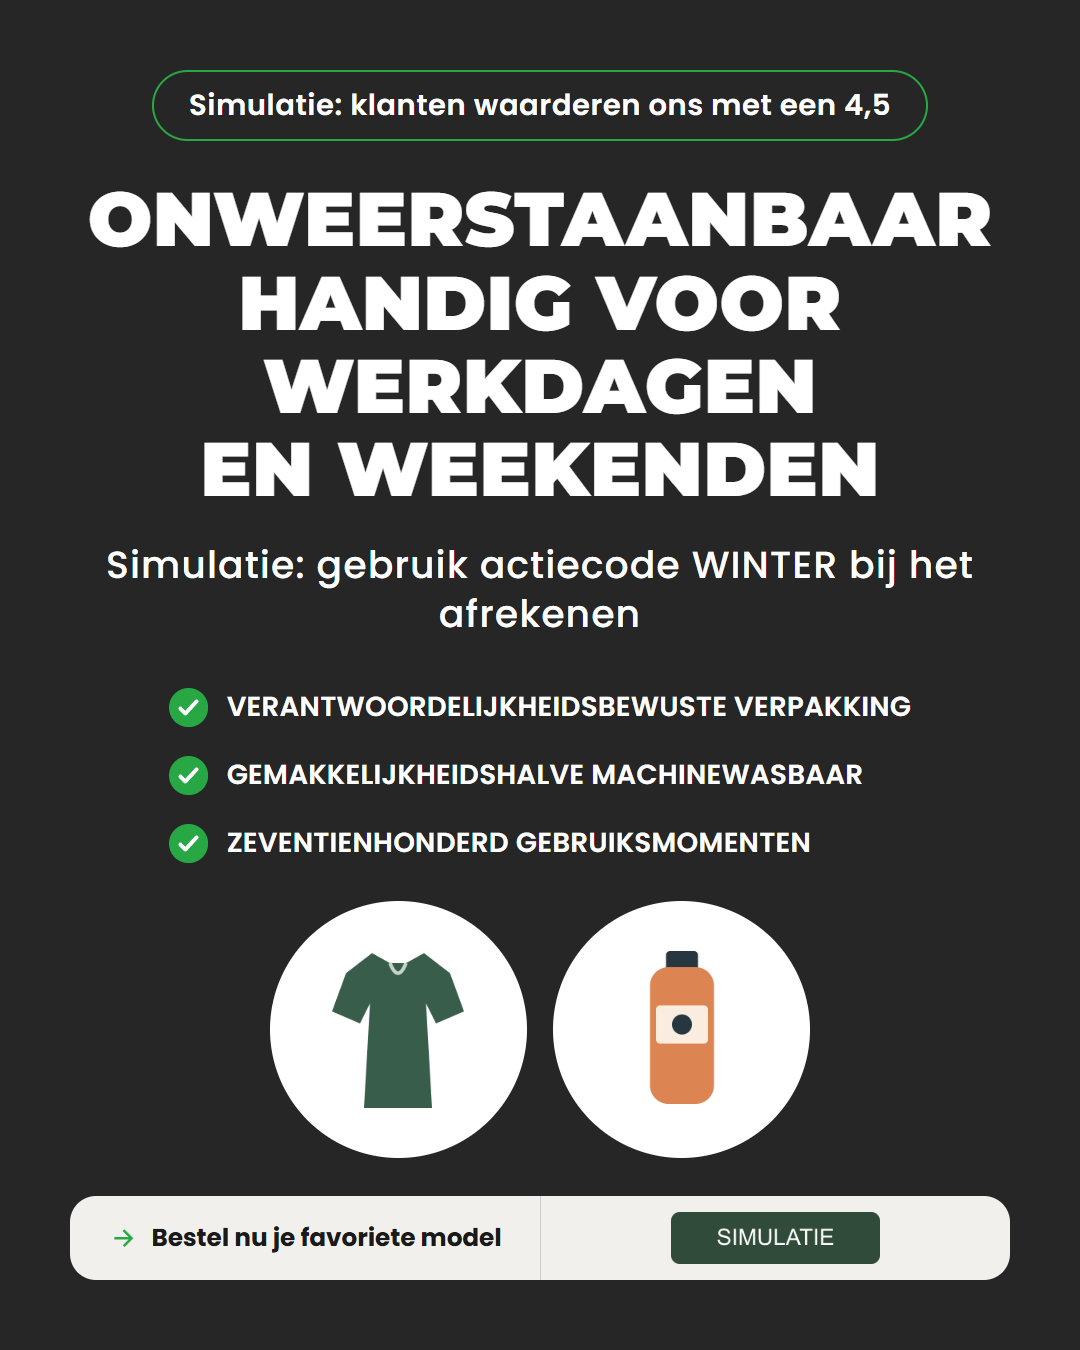 Simulatie: klanten waarderen ons met een 4,5
ONWEERSTAANBAAR
HANDIG VOOR
WERKDAGEN
EN WEEKENDEN
Simulatie: gebruik actiecode WINTER bij het
afrekenen
VERANTWOORDELIJKHEIDSBEWUSTE VERPAKKING
GEMAKKELIJKHEIDSHALVE MACHINEWASBAAR
ZEVENTIENHONDERD GEBRUIKSMOMENTEN
Bestel nu je favoriete model
SIMULATIE